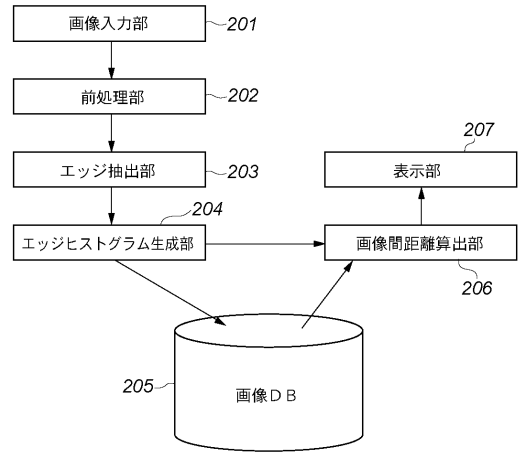 画像入力部
201
前処理部
202
エッジ抽出部
203
207
表示部
204
エッジヒストグラム生成部
画像間距離算出部
206
205
画像DB